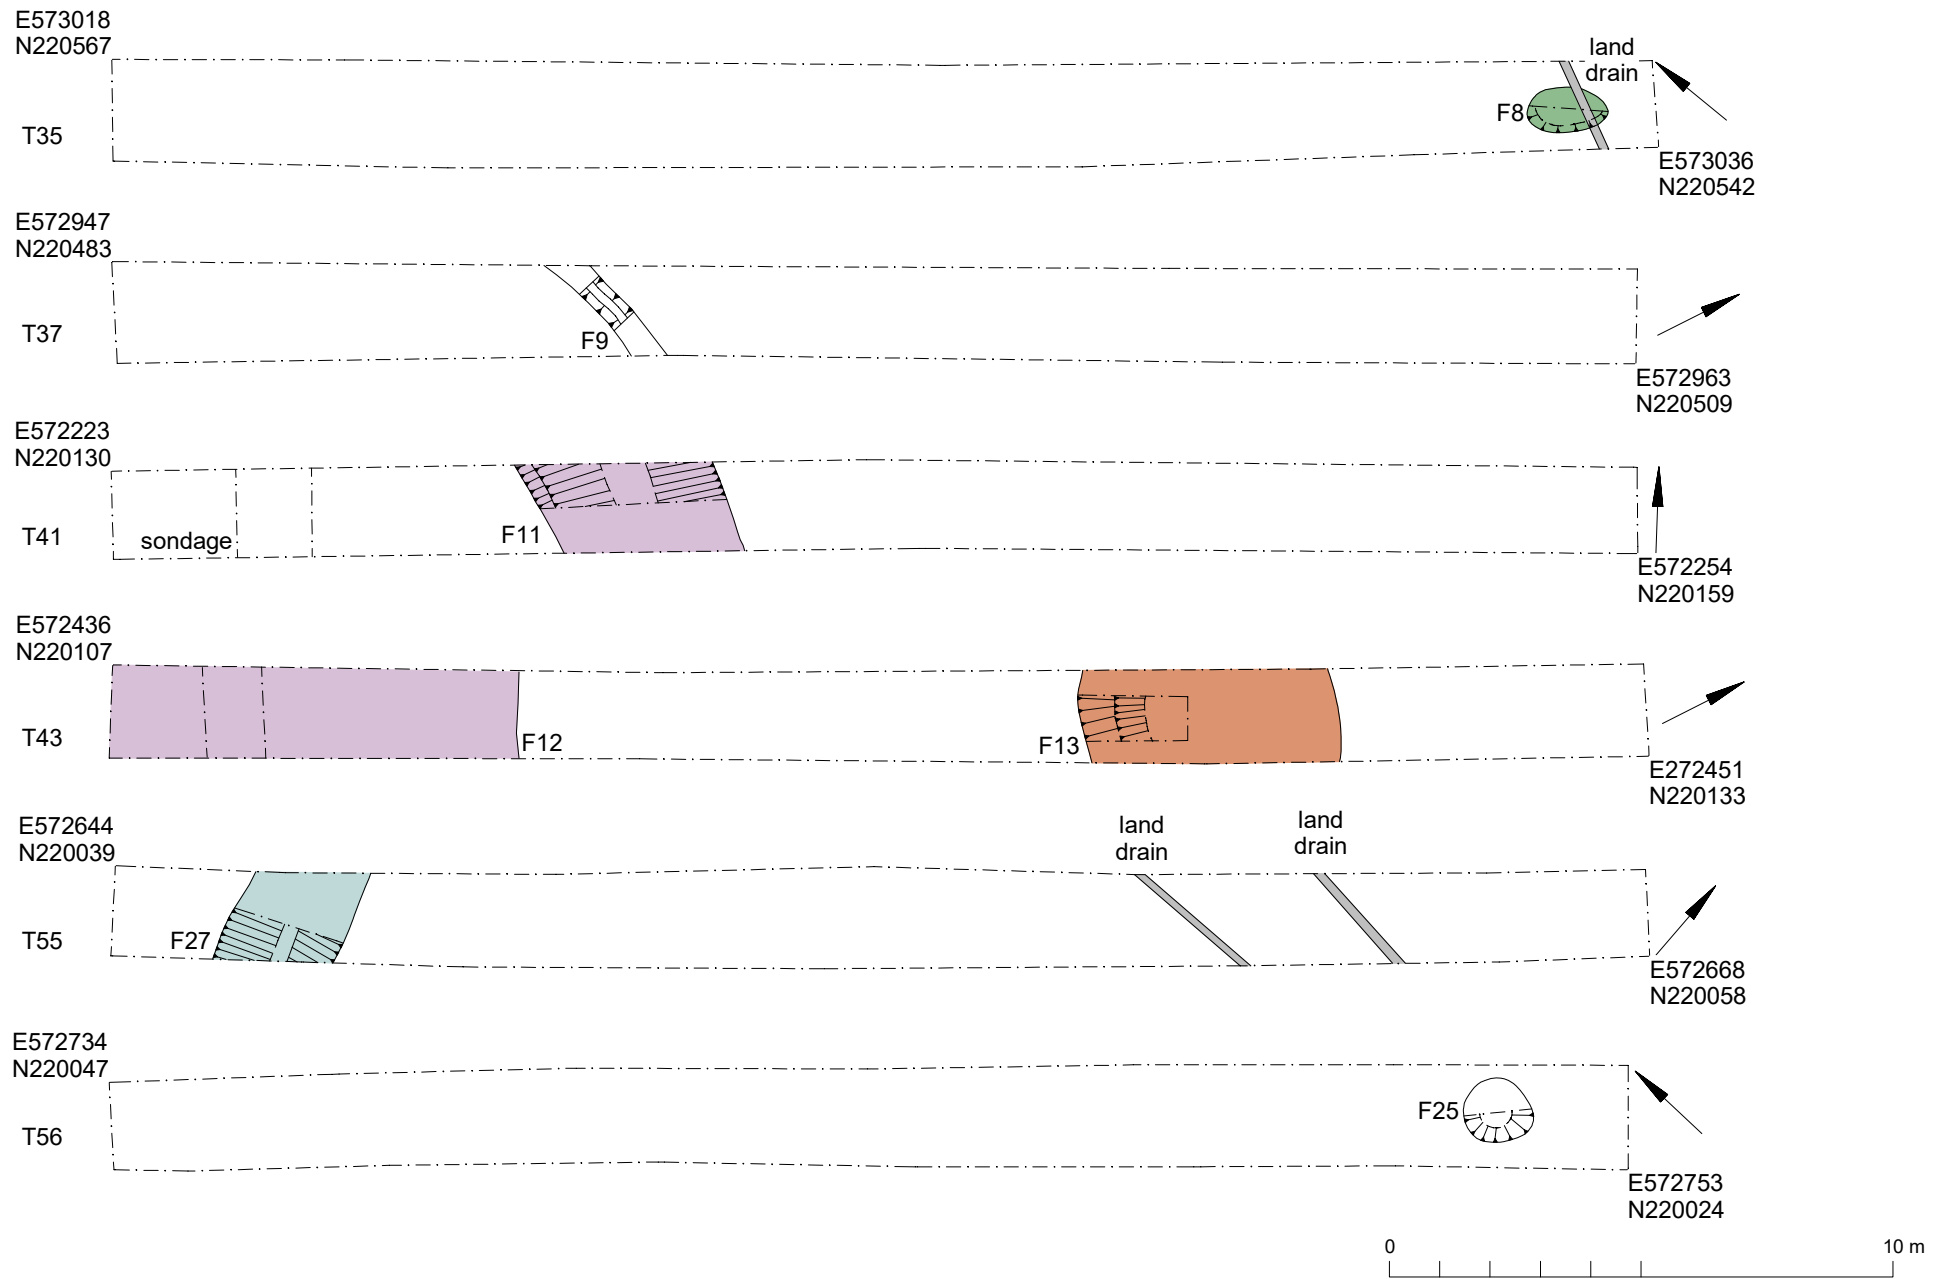 E573018
N220567
land
drain
F8
T35
E573036
N220542
E572947
N220483
T37
F9
E572963
N220509
E572223
N220130
T41
sondage
F11
E572254
N220159
E572436
N220107
T43
F12
F13
E272451
N220133
E572644
N220039
land
drain
land
drain
T55
F27
E572668
N220058
E572734
N220047
F25
T56
E572753
N220024
0 10 m